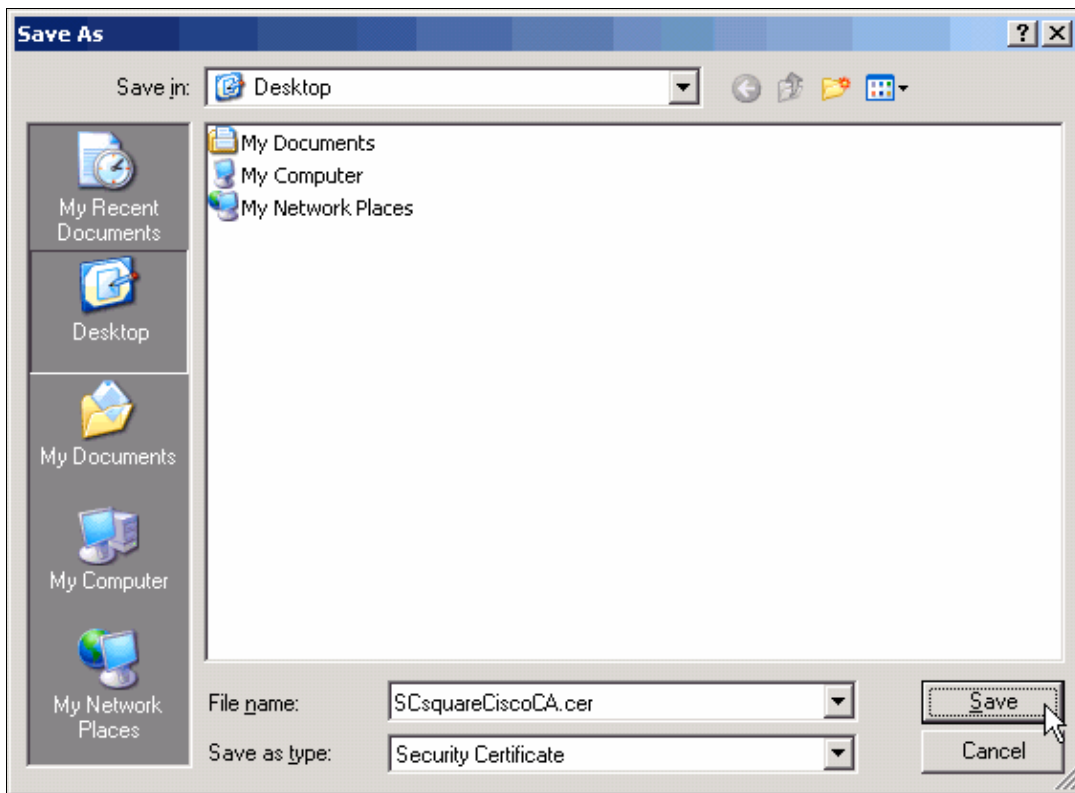 Save As
Save in:
Desktop
My Recent
Documents
Desktop
My Documents
My Computer
My Network
Places
My Documents
My Computer
My Network Places
File name:
SCsquareCiscoCA.cer
Save
Save as type:
Security Certificate
Cancel